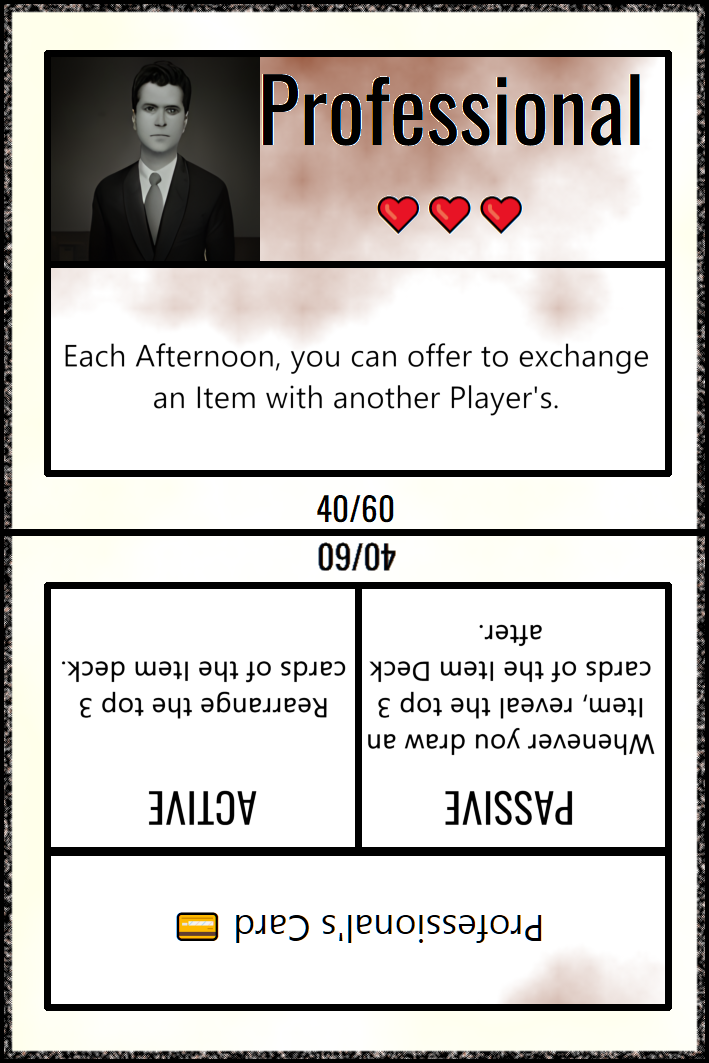 Professional
Each Afternoon, you can offer to exchange
an Item with another Player's.
40/60
Professional's Card
PASSIVE
Whenever you draw an
Item, reveal the top 3
cards of the Item Deck
after.
ACTIVE
Rearrange the top 3
cards of the Item deck.
40/60